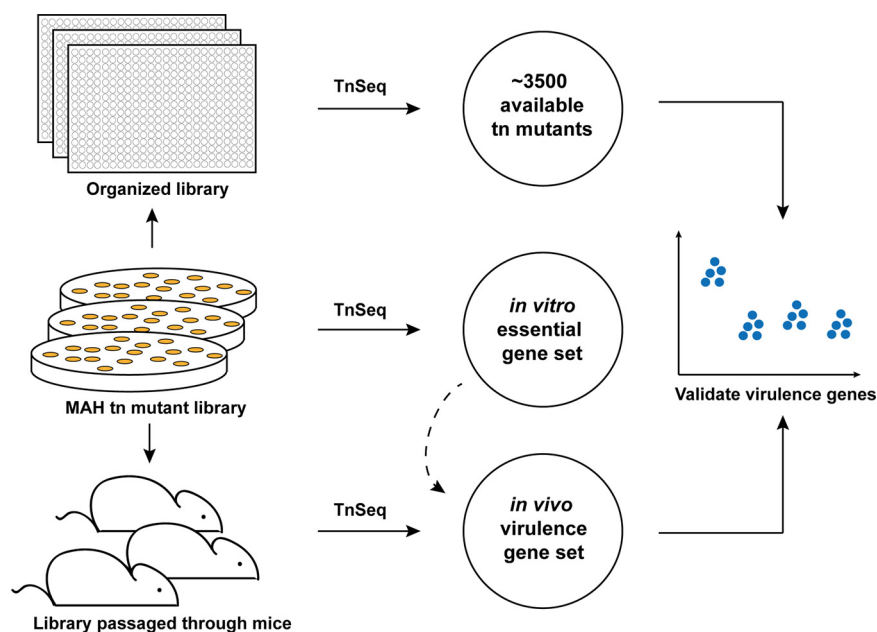 TnSeq
~3500
available
tn mutants
Organized library
TnSeq
in vitro
essential
gene set
MAH tn mutant library
Validate virulence genes
TnSeq
in vivo
virulence
gene set
Library passaged through mice